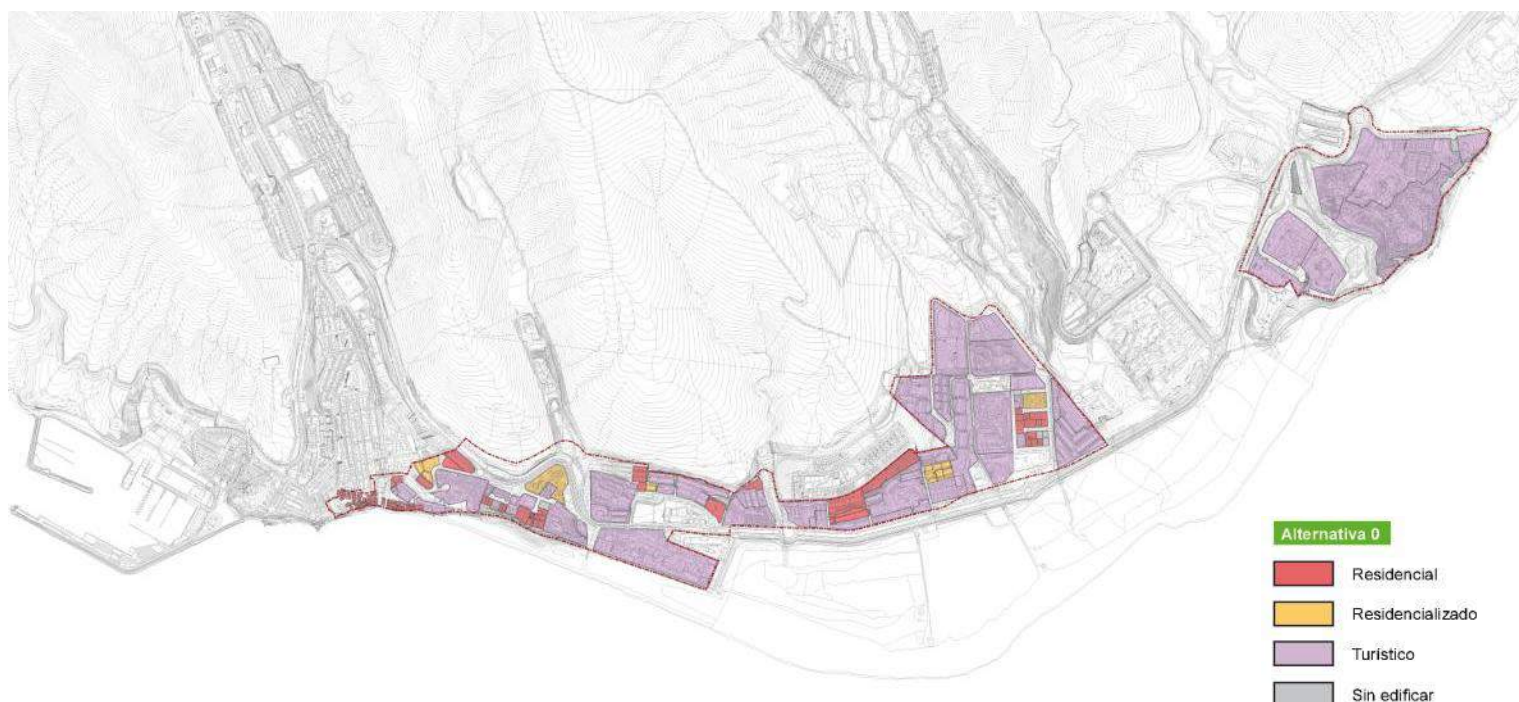 Alternativa 0
Residencial
Residencializado
Turístico
Sin edificar